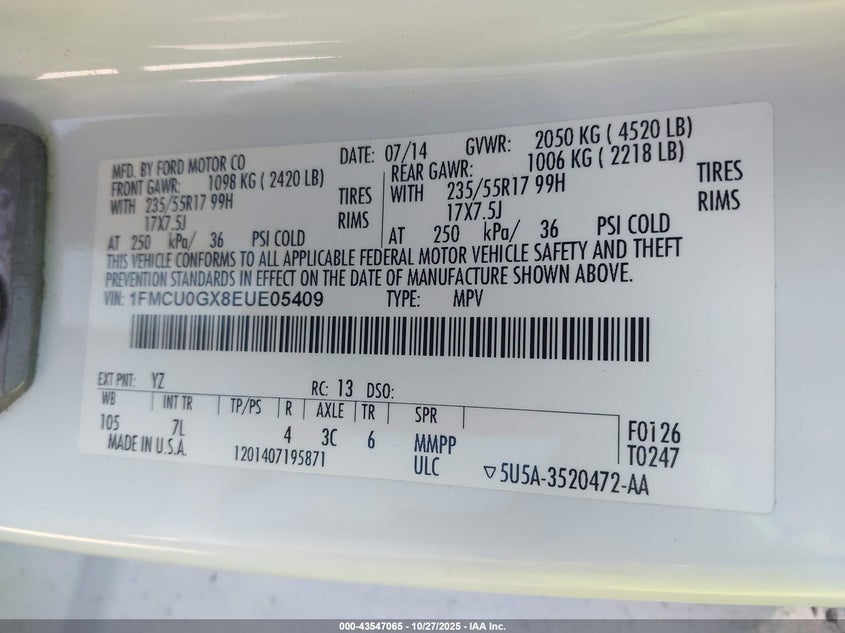 MFD. BY FORD MOTOR CO
DATE: 07/14 GVWR: 2050 KG ( 4520 LB)
FRONT GAWR: 1098 KG ( 2420 LB) REAR GAWR: 1006 KG ( 2218 LB)
WITH 235/55R17 99H TIRES WITH 235/55R17 99H TIRES
17X7.5J RIMS 17X7.5J RIMS
AT 250 kPa/ 36 PSI COLD AT 250 kPa/ 36 PSI COLD
THIS VEHICLE CONFORMS TO ALL APPLICABLE FEDERAL MOTOR VEHICLE SAFETY AND THEFT
PREVENTION STANDARDS IN EFFECT ON THE DATE OF MANUFACTURE SHOWN ABOVE.
VIN: 1FMCU0GX8EUE05409 TYPE: MPV
EXT PNT: YZ RC: 13 DSO:
WB INT TR TP/PS R AXLE TR SPR
105 7L 4 3C 6 MMPP F0126
MADE IN U.S.A. 1201407195871 ULC T0247
▽5U5A-3520472-AA
000-43547065 - 10/27/2025 - IAA Inc.